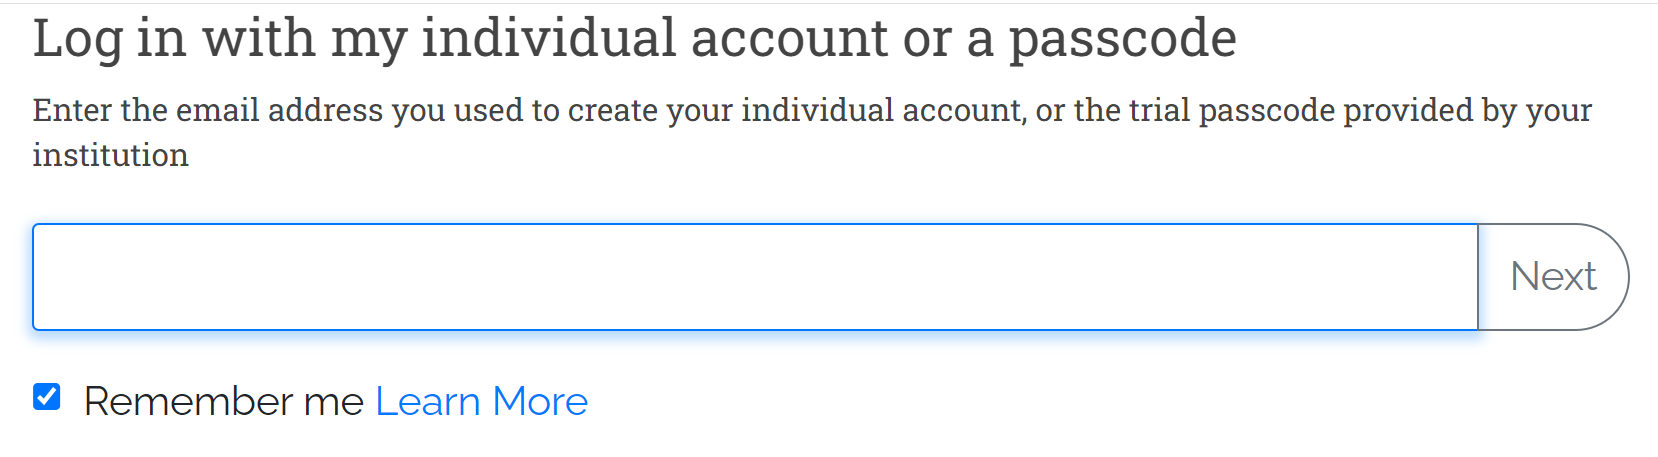 Log in with my individual account or a passcode
Enter the email address you used to create your individual account, or the trial passcode provided by your
institution
Next
Remember me Learn More